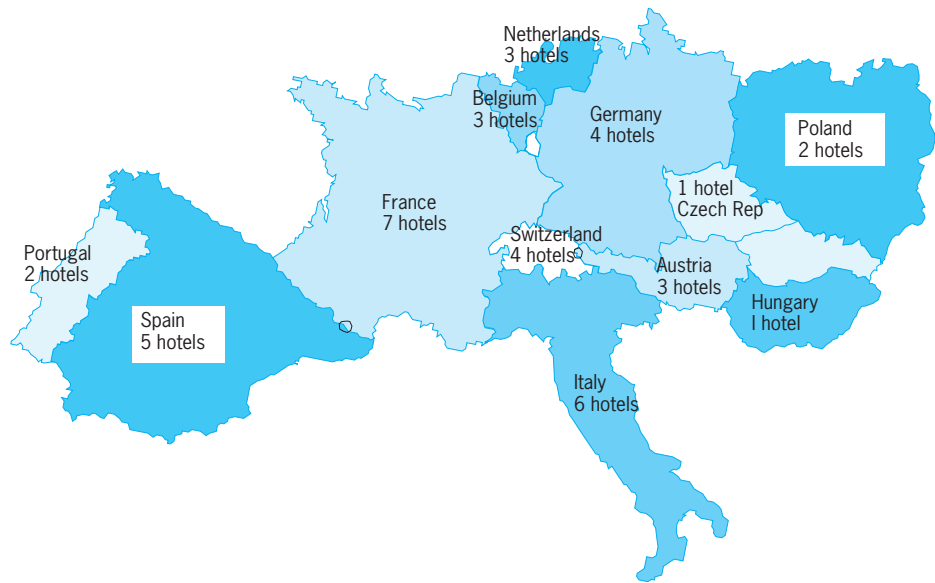 Netherlands
3 hotels
Belgium
3 hotels
Germany
4 hotels
Poland
2 hotels
France
7 hotels
1 hotel
Czech Rep
Portugal
2 hotels
Switzerland
4 hotels
Austria
3 hotels
Spain
5 hotels
Hungary
I hotel
Italy
6 hotels